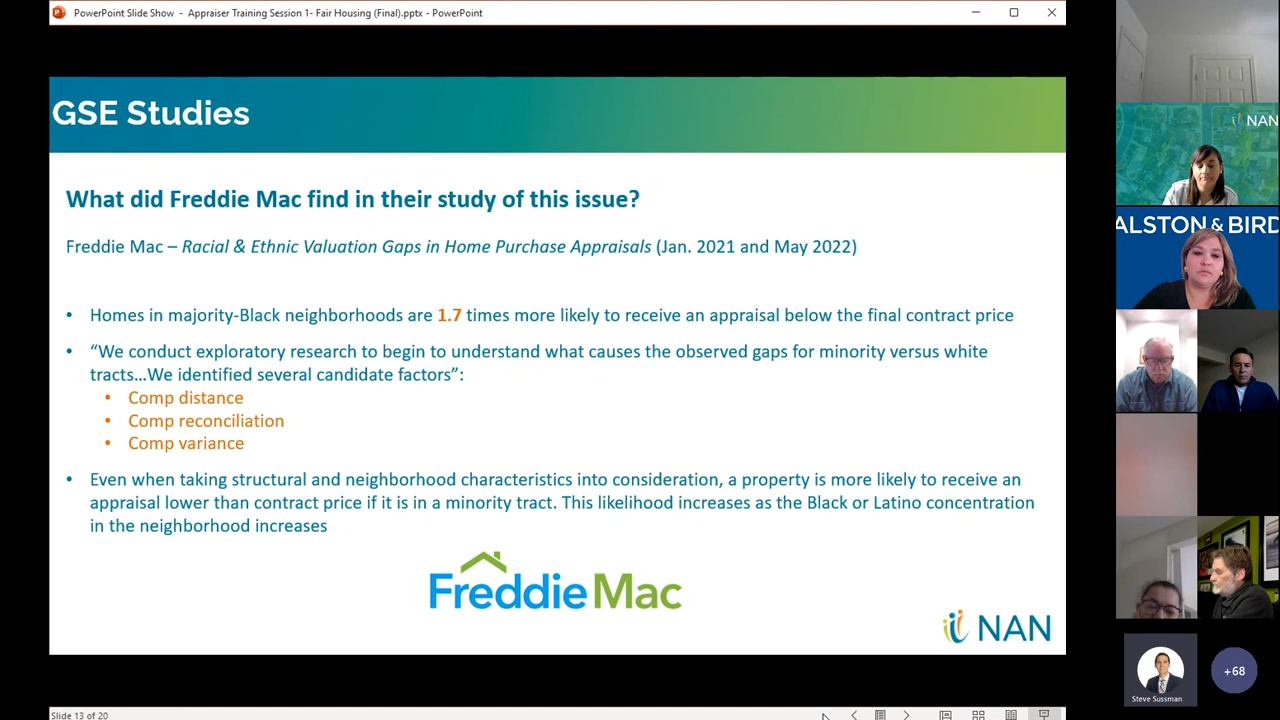 PowerPoint Slide Show - Appraiser Training Session 1- Fair Housing (Final).pptx - PowerPoint
GSE Studies
What did Freddie Mac find in their study of this issue?
Freddie Mac – Racial & Ethnic Valuation Gaps in Home Purchase Appraisals (Jan. 2021 and May 2022)
• Homes in majority-Black neighborhoods are 1.7 times more likely to receive an appraisal below the final contract price
• “We conduct exploratory research to begin to understand what causes the observed gaps for minority versus white
tracts…We identified several candidate factors”:
• Comp distance
• Comp reconciliation
• Comp variance
• Even when taking structural and neighborhood characteristics into consideration, a property is more likely to receive an
appraisal lower than contract price if it is in a minority tract. This likelihood increases as the Black or Latino concentration
in the neighborhood increases
Freddie Mac
NAN
Slide 13 of 20
NAN
ALSTON & BIRD
Steve Sussman
+68